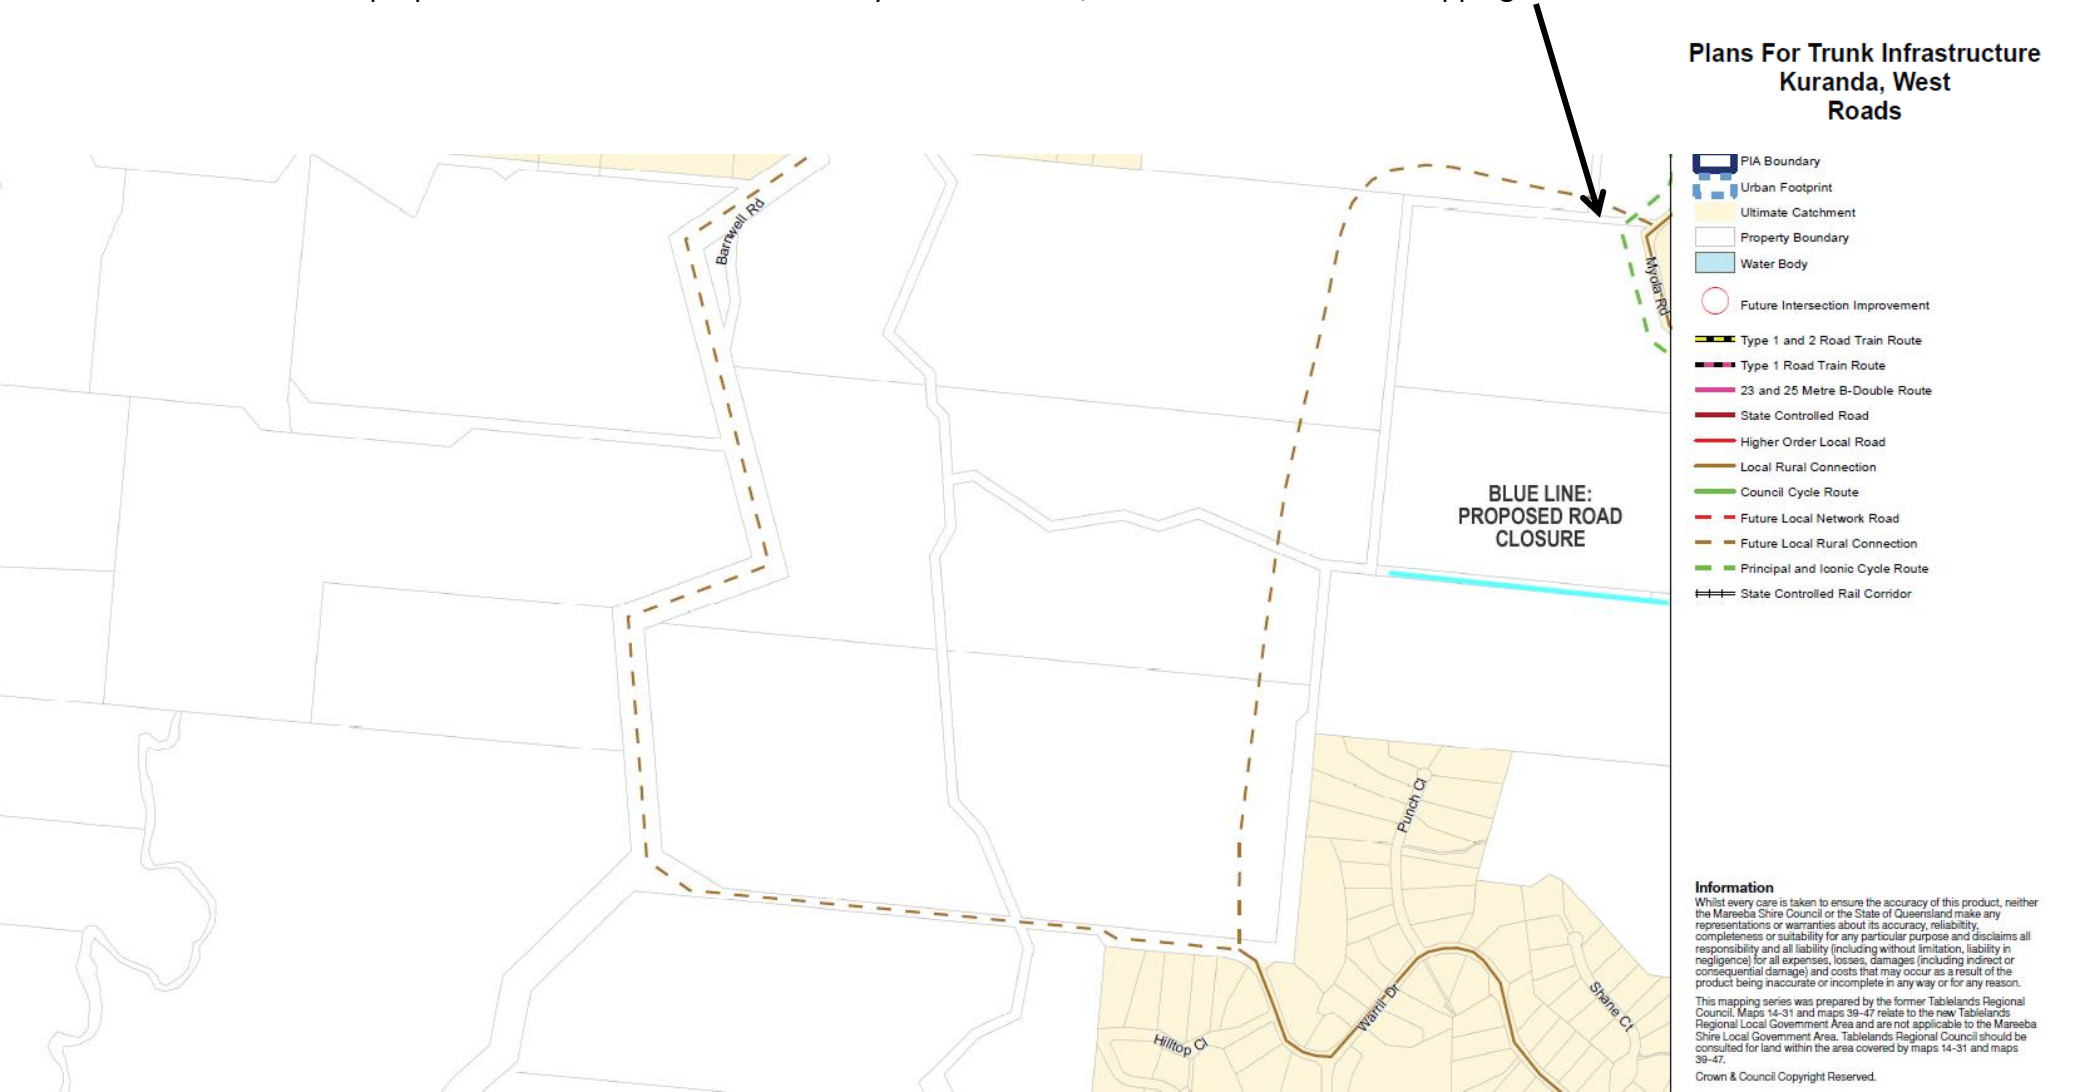 Plans For Trunk Infrastructure
Kuranda, West
Roads
PIA Boundary
Urban Footprint
Ultimate Catchment
Property Boundary
Water Body
Future Intersection Improvement
Type 1 and 2 Road Train Route
Type 1 Road Train Route
23 and 25 Metre B-Double Route
State Controlled Road
Higher Order Local Road
Local Rural Connection
Council Cycle Route
Future Local Network Road
Future Local Rural Connection
Principal and Iconic Cycle Route
State Controlled Rail Corridor
Barnwell Rd
Myola Rd
BLUE LINE:
PROPOSED ROAD
CLOSURE
Punch Cl
Warril Dr
Shane Ct
Hilltop Cl
Information
Whilst every care is taken to ensure the accuracy of this product, neither
the Mareeba Shire Council or the State of Queensland make any
representations or warranties about its accuracy, reliability,
completeness or suitability for any particular purpose and disclaims all
responsibility and all liability (including without limitation, liability in
negligence) for all expenses, losses, damages (including indirect or
consequential damage) and costs that may occur as a result of the
product being inaccurate or incomplete in any way or for any reason.
This mapping series was prepared by the former Tablelands Regional
Council. Maps 14-31 and maps 39-47 relate to the new Tablelands
Regional Local Government Area and are not applicable to the Mareeba
Shire Local Government Area. Tablelands Regional Council should be
consulted for land within the area covered by maps 14-31 and maps
39-47.
Crown & Council Copyright Reserved.